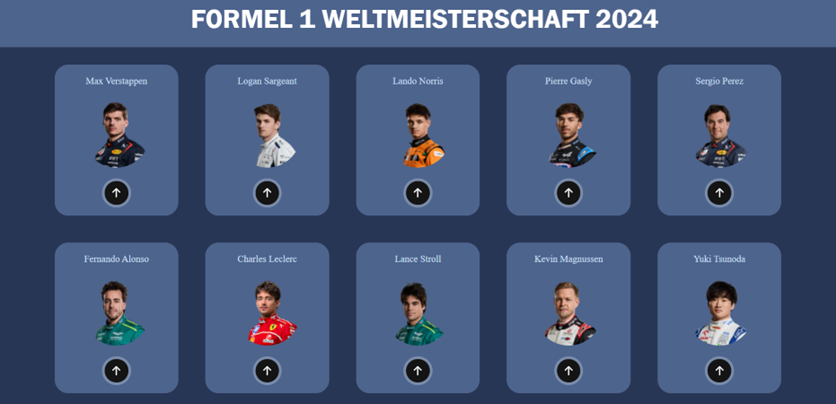 FORMEL 1 WELTMEISTERSCHAFT 2024
Max Verstappen
Logan Sargeant
Lando Norris
Pierre Gasly
Sergio Perez
Fernando Alonso
Charles Leclerc
Lance Stroll
Kevin Magnussen
Yuki Tsunoda